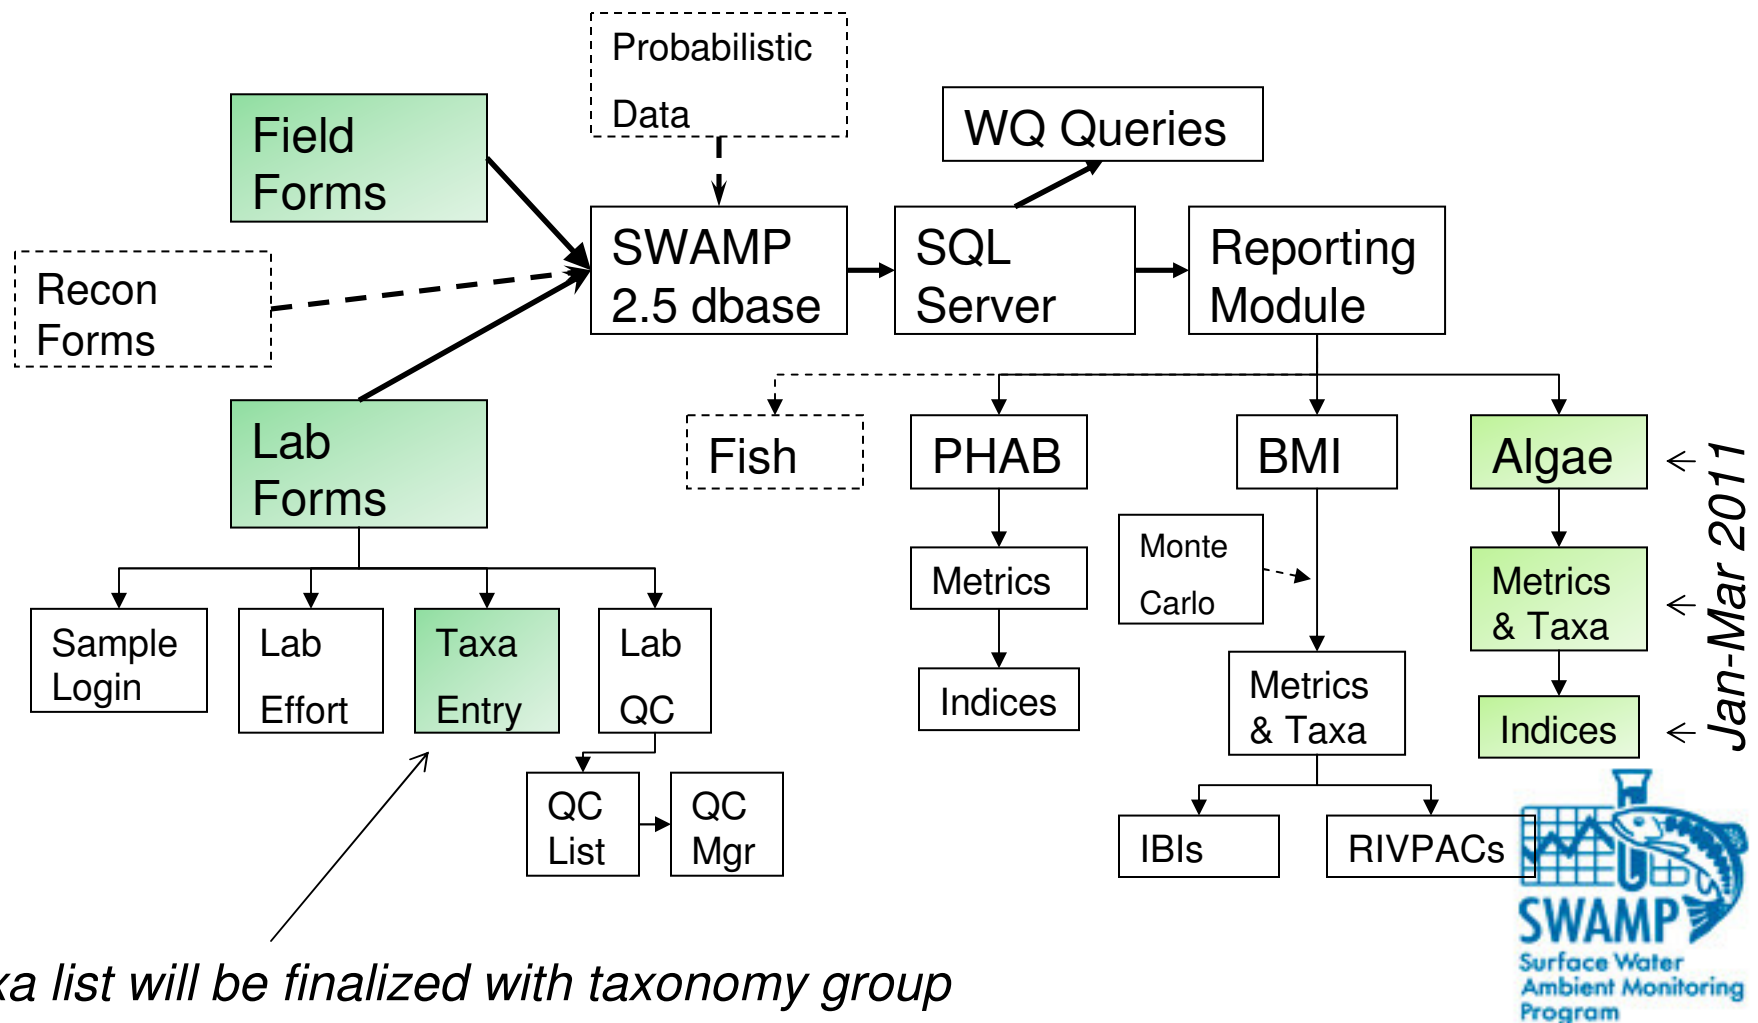 Probabilistic
Data
Field
Forms
WQ Queries
Recon
Forms
SWAMP
2.5 dbase
SQL
Server
Reporting
Module
Lab
Forms
Fish
PHAB
BMI
Algae
Jan-Mar 2011
Monte
Carlo
Metrics
Metrics
& Taxa
Sample
Login
Lab
Effort
Taxa
Entry
Lab
QC
Indices
Metrics
& Taxa
Indices
QC
List
QC
Mgr
IBIs
RIVPACs
xa list will be finalized with taxonomy group
SWAMP
Surface Water
Ambient Monitoring
Program